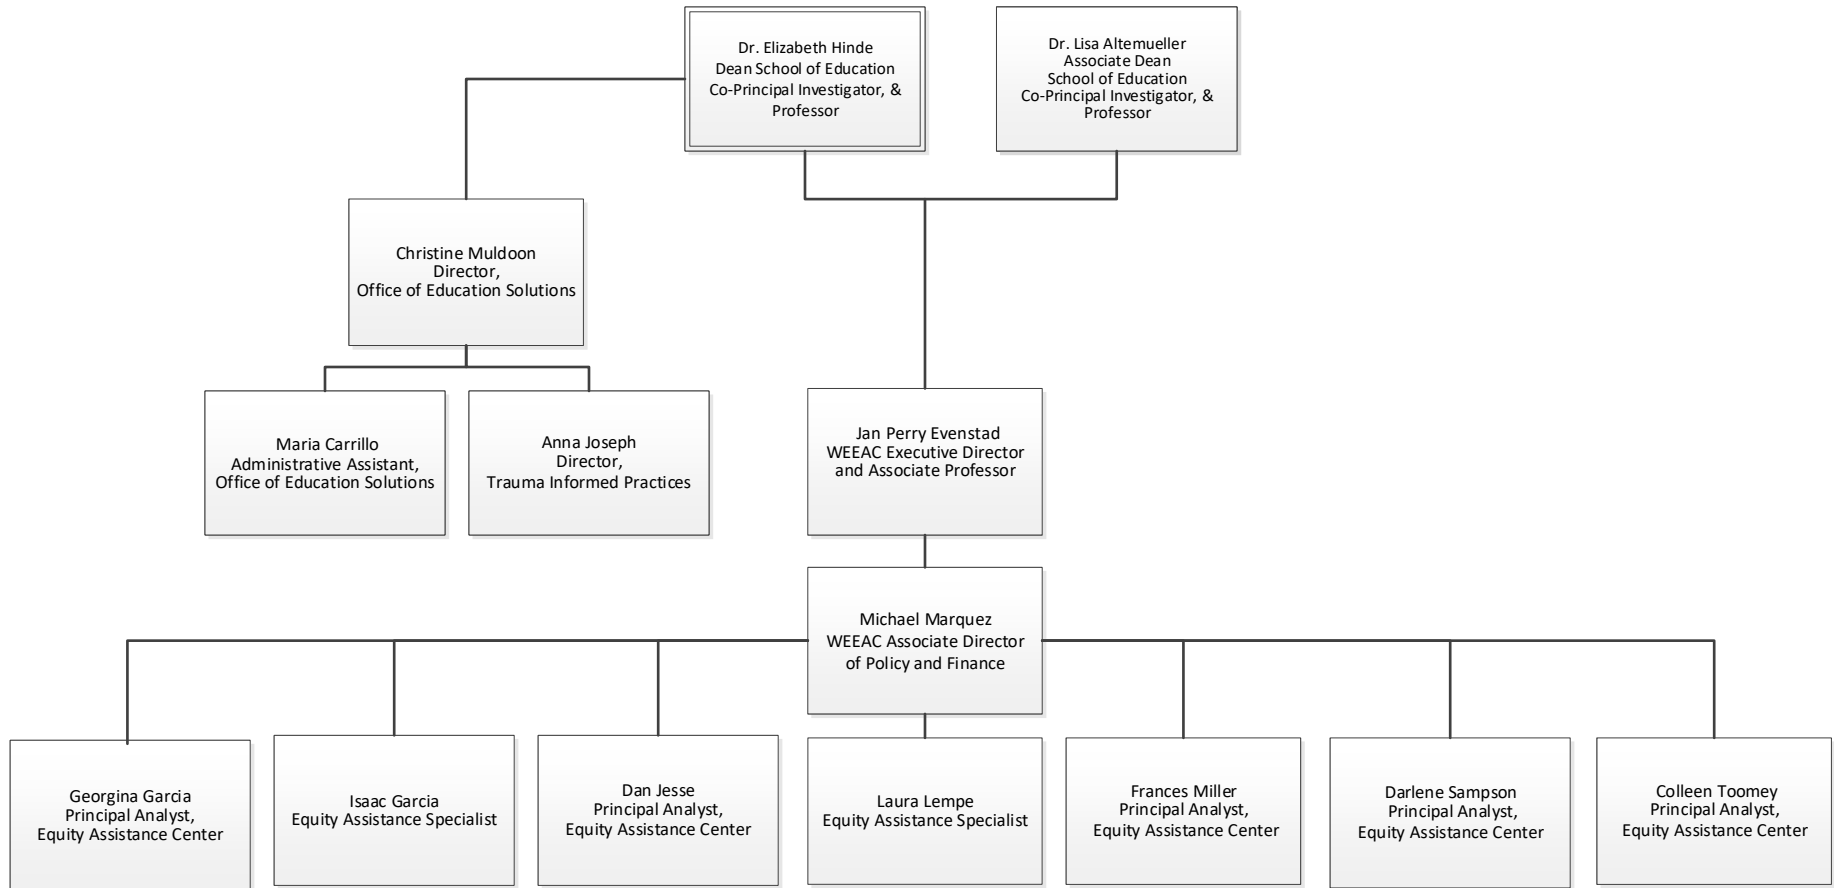 Dr. Elizabeth Hinde
Dean School of Education
Co-Principal Investigator, &
Professor
Dr. Lisa Altemueller
Associate Dean
School of Education
Co-Principal Investigator, &
Professor
Christine Muldoon
Director,
Office of Education Solutions
Maria Carrillo
Administrative Assistant,
Office of Education Solutions
Anna Joseph
Director,
Trauma Informed Practices
Jan Perry Evenstad
WEEAC Executive Director
and Associate Professor
Michael Marquez
WEEAC Associate Director
of Policy and Finance
Georgina Garcia
Principal Analyst,
Equity Assistance Center
Isaac Garcia
Equity Assistance Specialist
Dan Jesse
Principal Analyst,
Equity Assistance Center
Laura Lempe
Equity Assistance Specialist
Frances Miller
Principal Analyst,
Equity Assistance Center
Darlene Sampson
Principal Analyst,
Equity Assistance Center
Colleen Toomey
Principal Analyst,
Equity Assistance Center